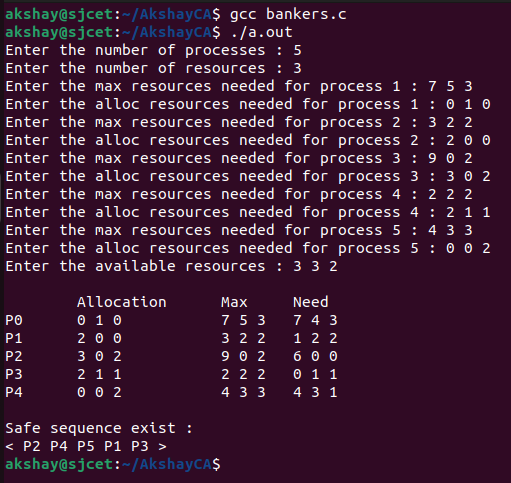 akshay@sjcet:~/AkshayCA$ gcc bankers.c
akshay@sjcet:~/AkshayCA$ ./a.out
Enter the number of processes : 5
Enter the number of resources : 3
Enter the max resources needed for process 1 : 7 5 3
Enter the alloc resources needed for process 1 : 0 1 0
Enter the max resources needed for process 2 : 3 2 2
Enter the alloc resources needed for process 2 : 2 0 0
Enter the max resources needed for process 3 : 9 0 2
Enter the alloc resources needed for process 3 : 3 0 2
Enter the max resources needed for process 4 : 2 2 2
Enter the alloc resources needed for process 4 : 2 1 1
Enter the max resources needed for process 5 : 4 3 3
Enter the alloc resources needed for process 5 : 0 0 2
Enter the available resources : 3 3 2
Allocation Max Need
P0 0 1 0 7 5 3 7 4 3
P1 2 0 0 3 2 2 1 2 2
P2 3 0 2 9 0 2 6 0 0
P3 2 1 1 2 2 2 0 1 1
P4 0 0 2 4 3 3 4 3 1
Safe sequence exist :
< P2 P4 P5 P1 P3 >
akshay@sjcet:~/AkshayCA$